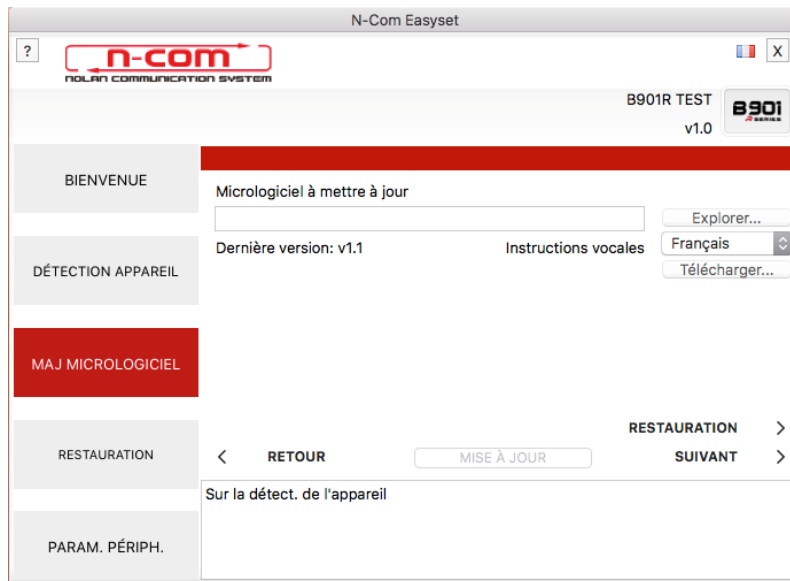 N-Com Easyset
?
n-com
NOLAN COMMUNICATION SYSTEM
X
B901R TEST
v1.0
B901
R SERIES
BIENVENUE
DÉTECTION APPAREIL
MAJ MICROLOGICIEL
RESTAURATION
PARAM. PÉRIPH.
Micrologiciel à mettre à jour
Explorer...
Dernière version: v1.1 Instructions vocales Français
Télécharger...
RESTAURATION >
< RETOUR MISE À JOUR SUIVANT >
Sur la détect. de l'appareil